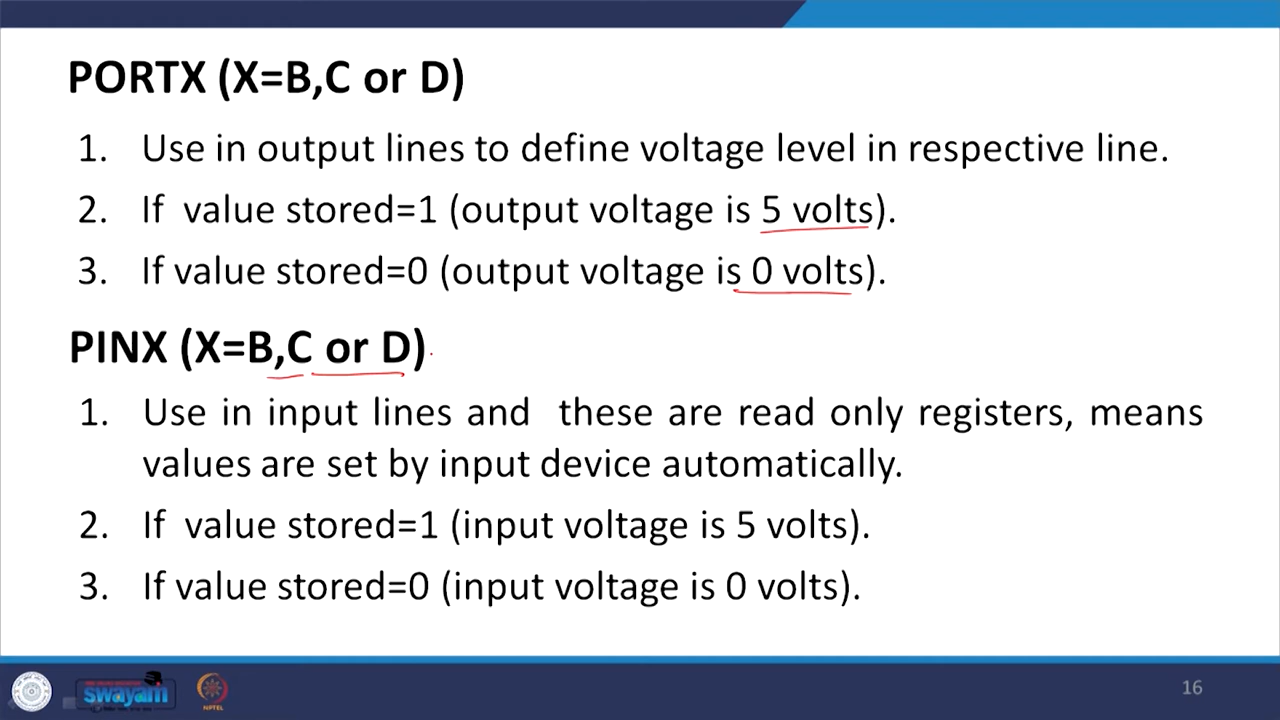 PORTX (X=B,C or D)
1. Use in output lines to define voltage level in respective line.
2. If value stored=1 (output voltage is 5 volts).
3. If value stored=0 (output voltage is 0 volts).
PINX (X=B,C or D)
1. Use in input lines and these are read only registers, means
values are set by input device automatically.
2. If value stored=1 (input voltage is 5 volts).
3. If value stored=0 (input voltage is 0 volts).
swayam
NPTEL
16